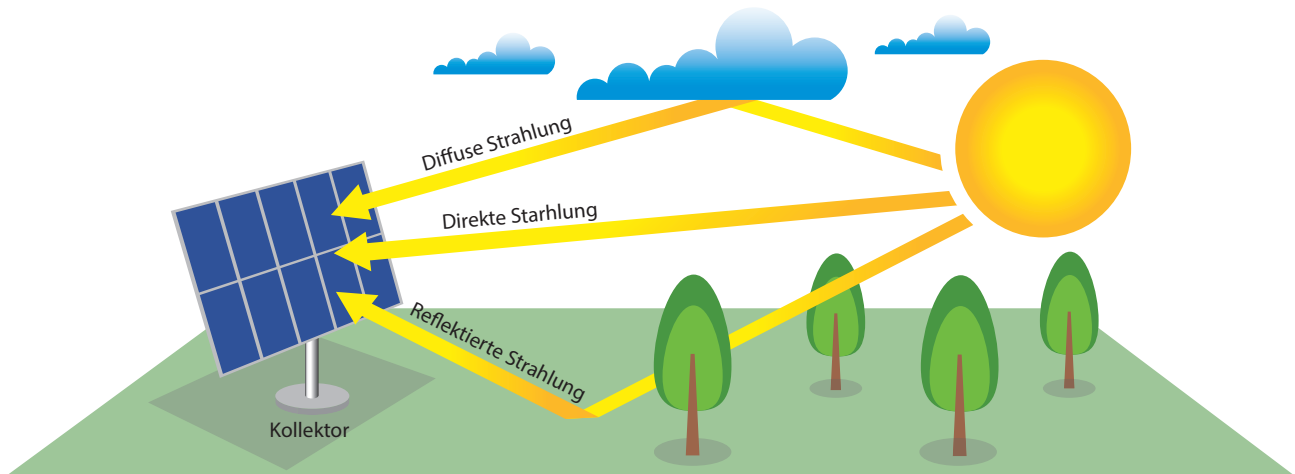 Diffuse Strahlung
Direkte Starhlung
Reflektierte Strahlung
Kollektor